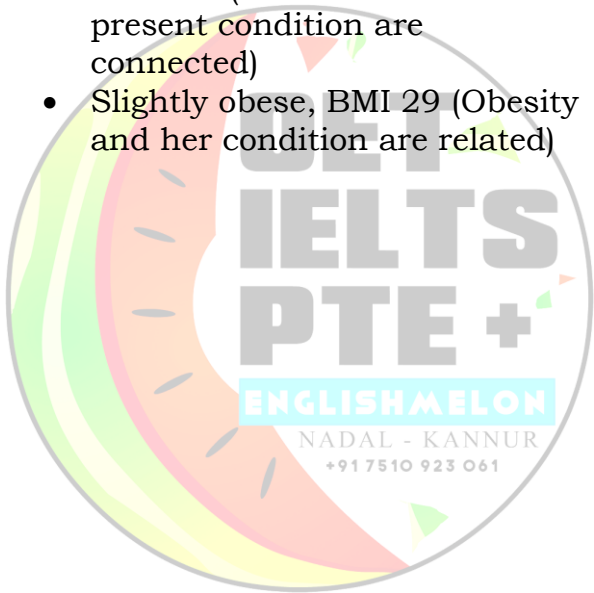 present condition are
connected)
• Slightly obese, BMI 29 (Obesity
and her condition are related)
OET
IELTS
PTE +
ENGLISHMELON
NADAL - KANNUR
+91 7510 923 061